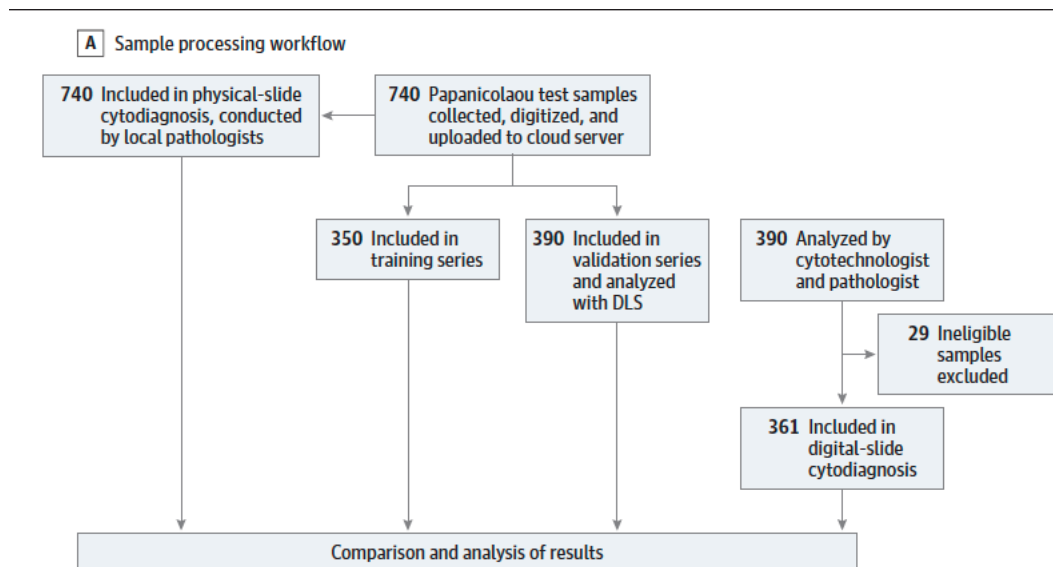 A Sample processing workflow
740 Included in physical-slide
cytodiagnosis, conducted
by local pathologists
740 Papanicolaou test samples
collected, digitized, and
uploaded to cloud server
350 Included in
training series
390 Included in
validation series
and analyzed
with DLS
390 Analyzed by
cytotechnologist
and pathologist
29 Ineligible
samples
excluded
361 Included in
digital-slide
cytodiagnosis
Comparison and analysis of results